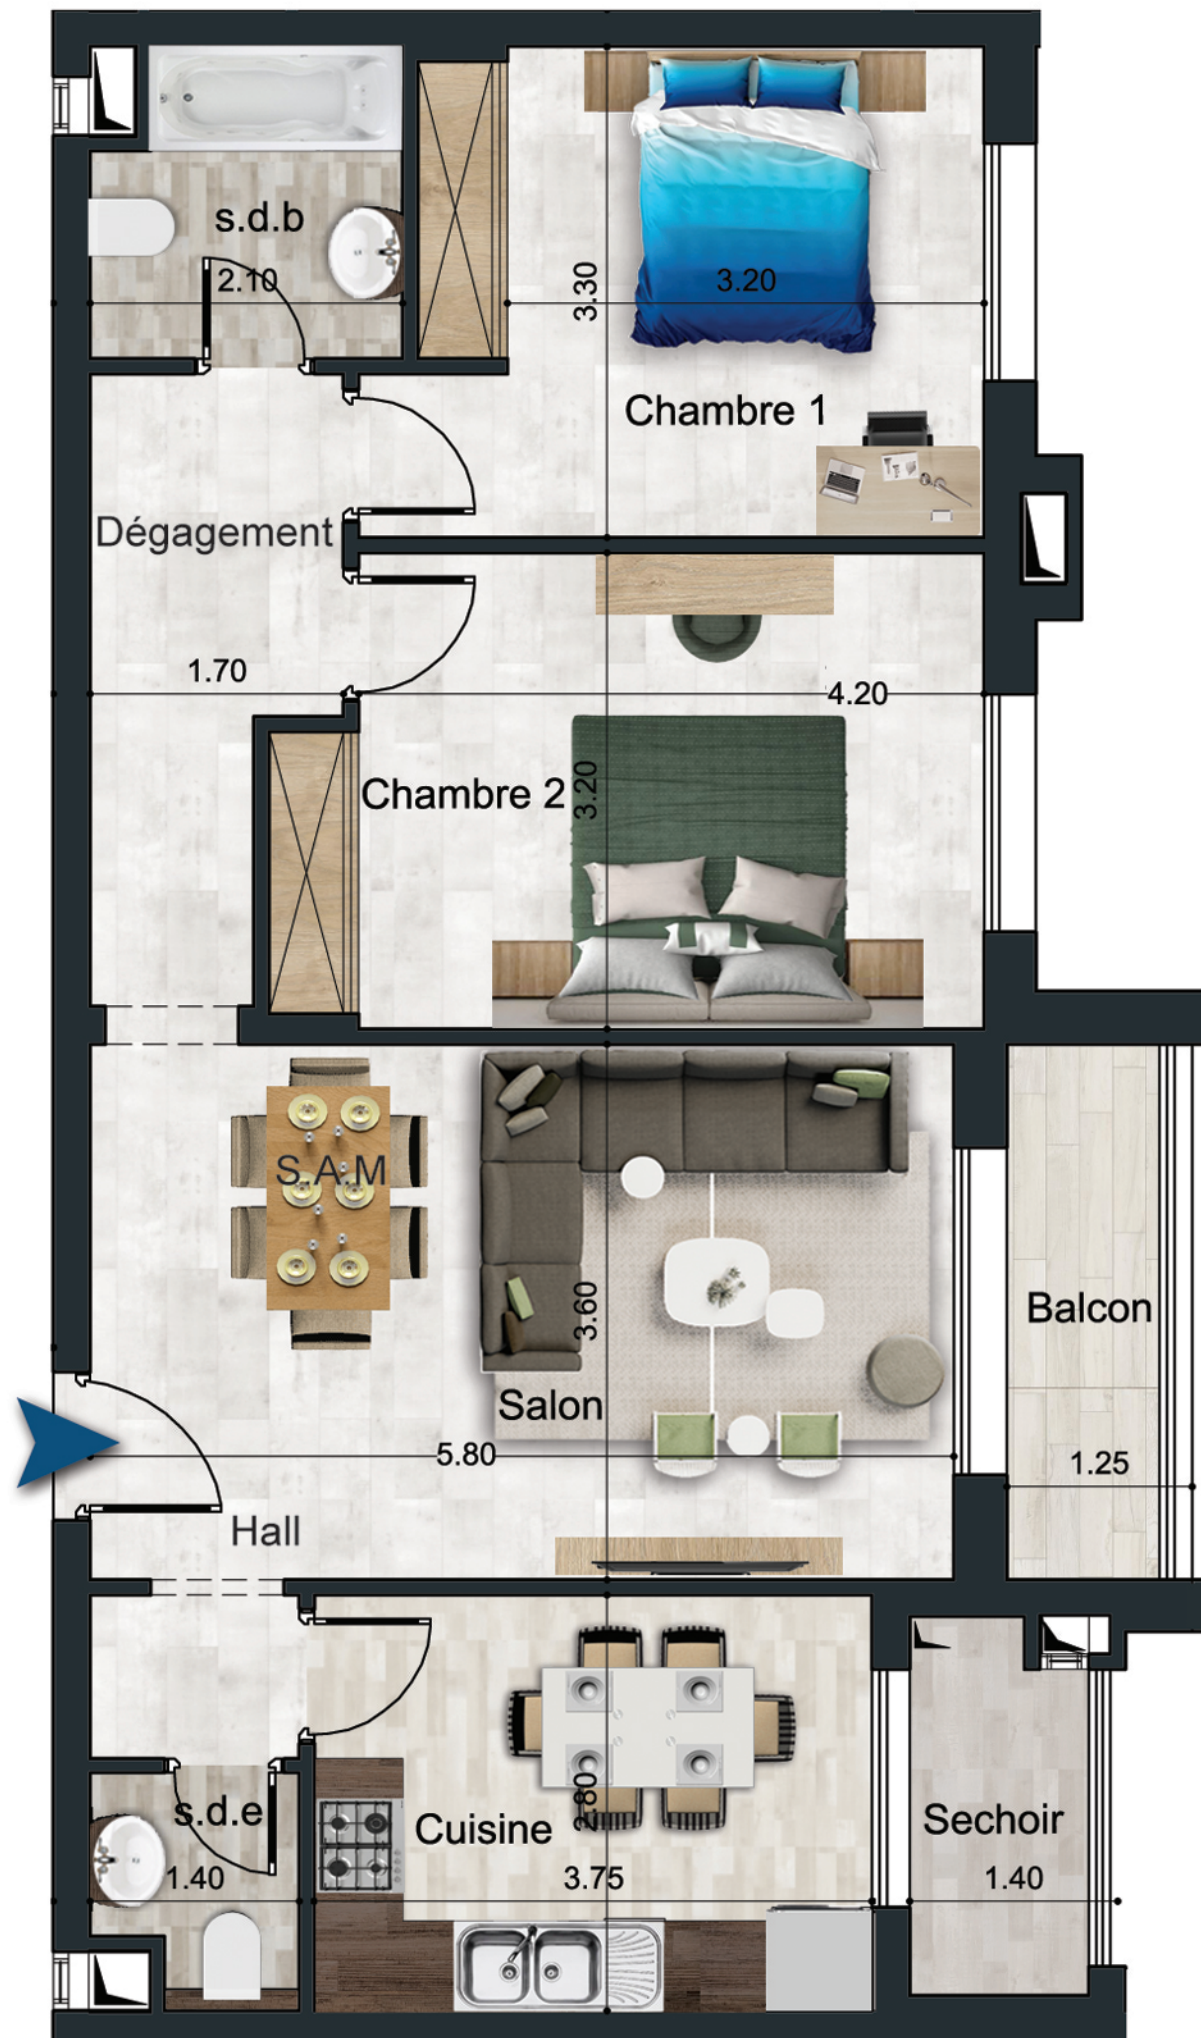 s.d.b
2.10
3.30
3.20
Chambre 1
Dégagement
1.70
4.20
Chambre 2
3.20
S.A.M
3.60
Balcon
Salon
5.80
1.25
Hall
s.d.e
2.80
Cuisine
Sechoir
1.40
3.75
1.40